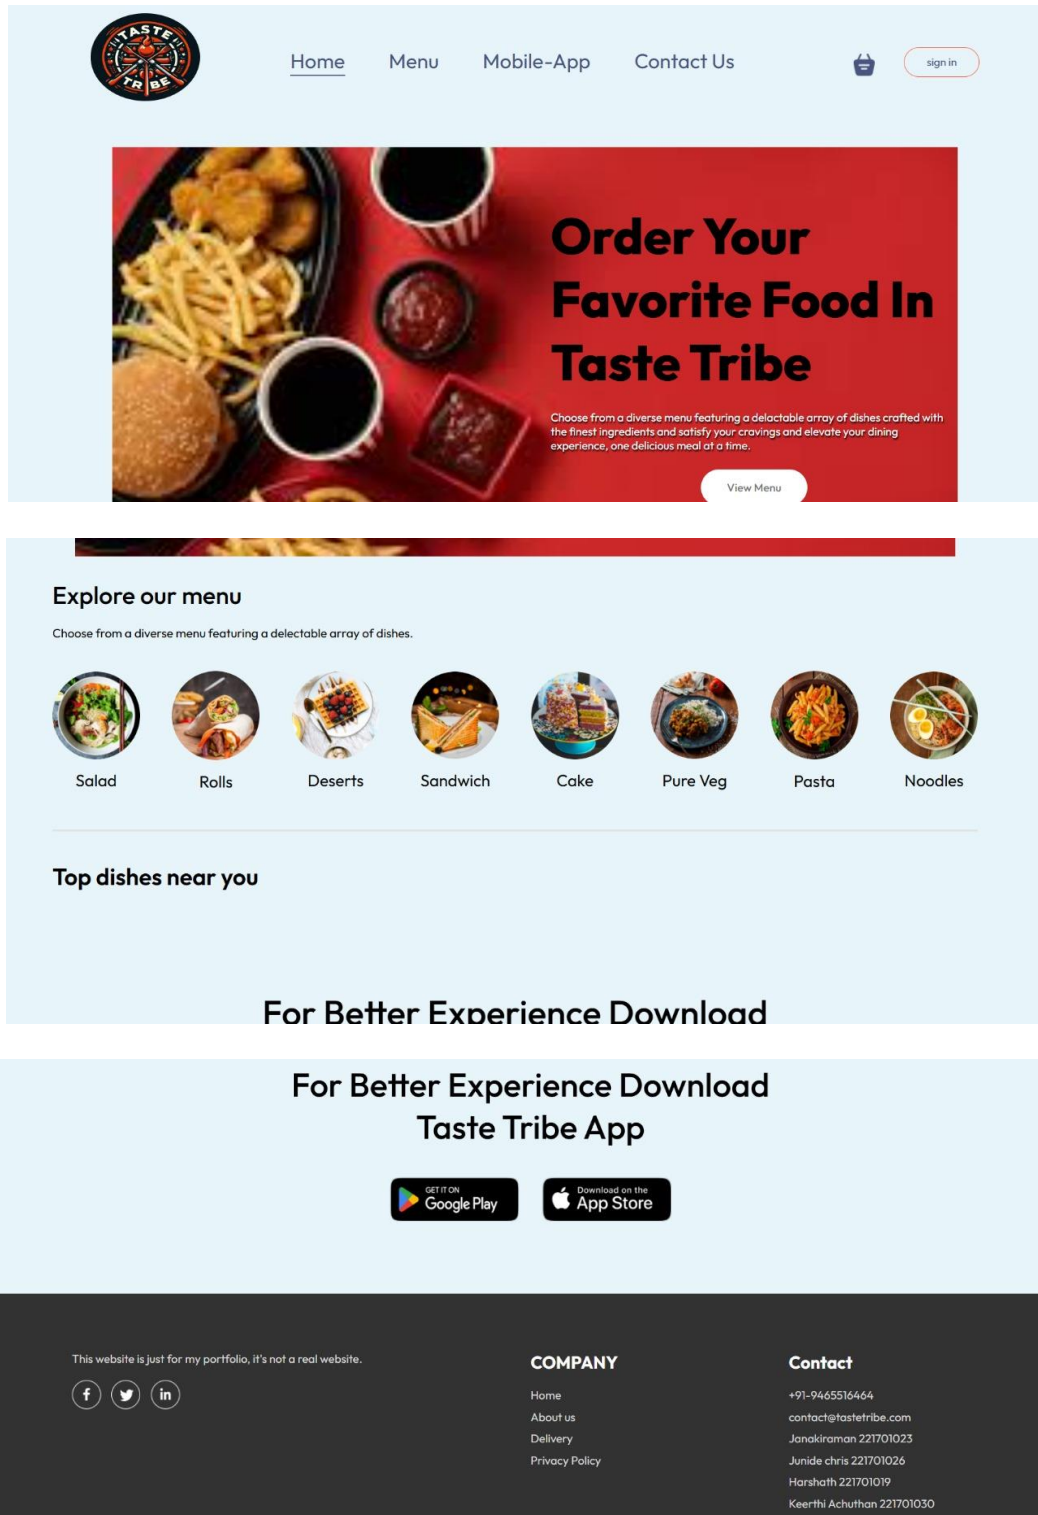 TASTE
TRIBE
Home Menu Mobile-App Contact Us sign in
Order Your
Favorite Food In
Taste Tribe
Choose from a diverse menu featuring a delactable array of dishes crafted with
the finest ingredients and satisfy your cravings and elevate your dining
experience, one delicious meal at a time.
View Menu
Explore our menu
Choose from a diverse menu featuring a delectable array of dishes.
Salad Rolls Deserts Sandwich Cake Pure Veg Pasta Noodles
Top dishes near you
For Better Experience Download
For Better Experience Download
Taste Tribe App
GET IT ON
Google Play
Download on the
App Store
This website is just for my portfolio, it's not a real website.
f in
COMPANY
Home
About us
Delivery
Privacy Policy
Contact
+91-9465516464
contact@tastetribe.com
Janakiraman 221701023
Junide chris 221701026
Harshath 221701019
Keerthi Achuthan 221701030